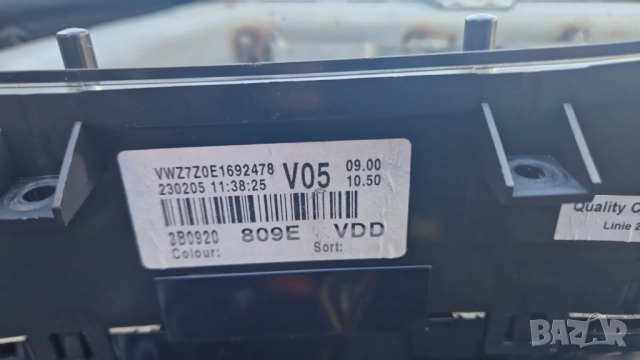 VWZ7Z0E1692478 V05 09.00
230205 11:38:25 10.50
3B0920 809E VDD
Colour: Sort:
Quality C
Linie 2
BAZAR